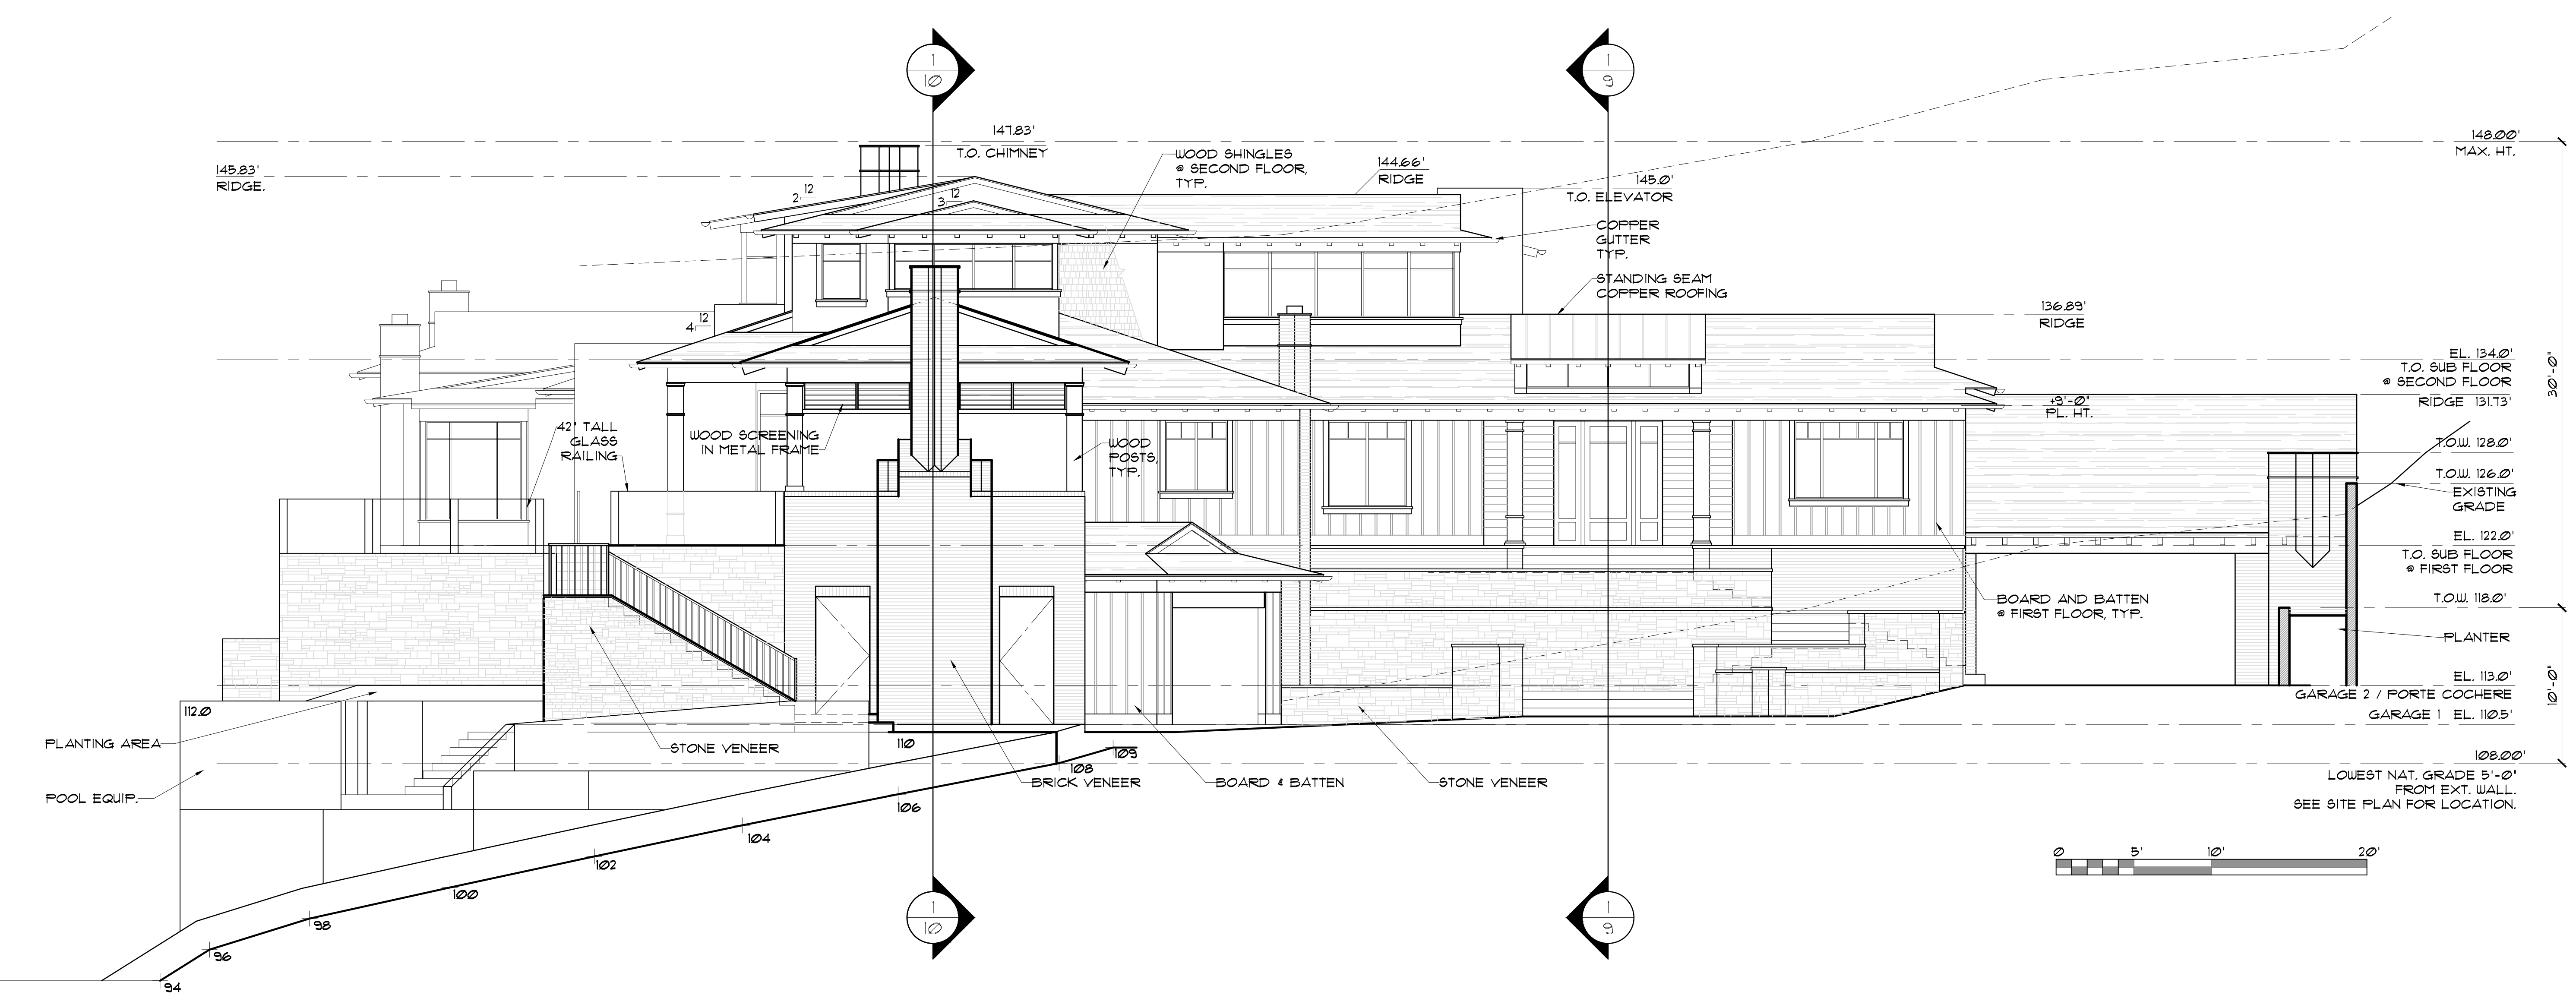 1
10
1
9
147.83'
T.O. CHIMNEY
148.00'
MAX. HT.
145.83'
RIDGE.
WOOD SHINGLES
@ SECOND FLOOR,
TYP.
144.66'
RIDGE
145.0'
T.O. ELEVATOR
12
2
12
3
COPPER
GUTTER
TYP.
STANDING SEAM
COPPER ROOFING
136.89'
RIDGE
12
4
EL. 134.0'
T.O. SUB FLOOR
@ SECOND FLOOR
30'-0"
RIDGE 131.73'
+9'-0"
PL. HT.
42" TALL
GLASS
RAILING
WOOD SCREENING
IN METAL FRAME
WOOD
POSTS,
TYP.
T.O.W. 128.0'
T.O.W. 126.0'
EXISTING
GRADE
EL. 122.0'
T.O. SUB FLOOR
@ FIRST FLOOR
BOARD AND BATTEN
@ FIRST FLOOR, TYP.
T.O.W. 118.0'
PLANTER
EL. 113.0'
GARAGE 2 / PORTE COCHERE
10'-0"
112.0
GARAGE 1 EL. 110.5'
PLANTING AREA
STONE VENEER
110
109
108
108.00'
LOWEST NAT. GRADE 5'-0"
FROM EXT. WALL.
SEE SITE PLAN FOR LOCATION.
POOL EQUIP.
BRICK VENEER
BOARD & BATTEN
STONE VENEER
106
104
102
100
98
96
94
0 5' 10' 20'
1
10
1
9